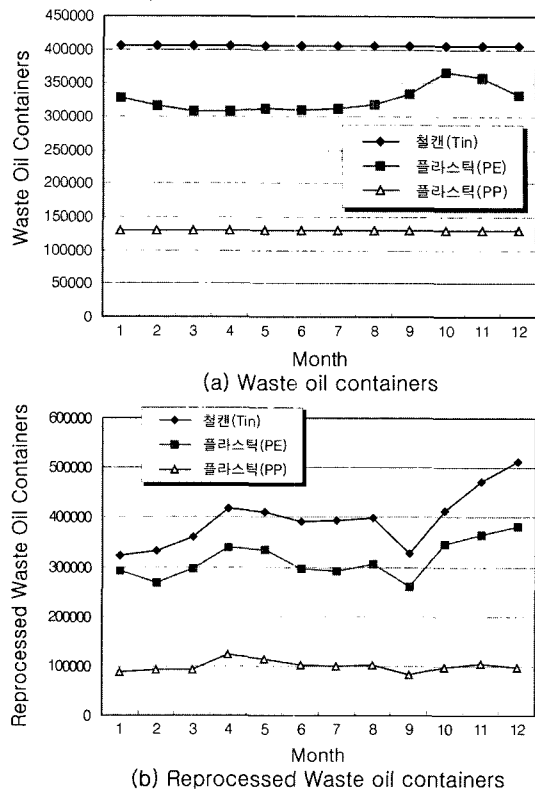 Waste Oil Containers
450000
400000
350000
300000
250000
200000
150000
100000
50000
0
철캔(Tin)
플라스틱(PE)
플라스틱(PP)
1 2 3 4 5 6 7 8 9 10 11 12
Month
(a) Waste oil containers
Reprocessed Waste Oil Containers
600000
500000
400000
300000
200000
100000
0
철캔(Tin)
플라스틱(PE)
플라스틱(PP)
1 2 3 4 5 6 7 8 9 10 11 12
Month
(b) Reprocessed Waste oil containers